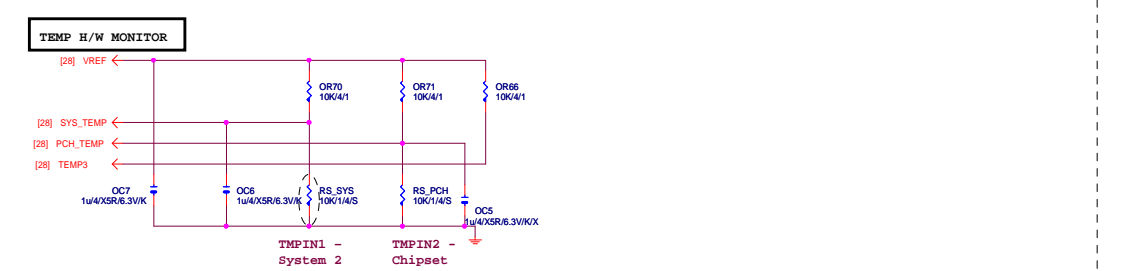 TEMP H/W MONITOR
[28] VREF
OR70
10K/4/1
OR71
10K/4/1
OR66
10K/4/1
[28] SYS_TEMP
[28] PCH_TEMP
[28] TEMP3
OC7
1u/4/X5R/6.3V/K
OC6
1u/4/X5R/6.3V/K
RS_SYS
10K/1/4/S
RS_PCH
10K/1/4/S
OC5
1u/4/X5R/6.3V/K/X
TMPIN1 -
System 2
TMPIN2 -
Chipset